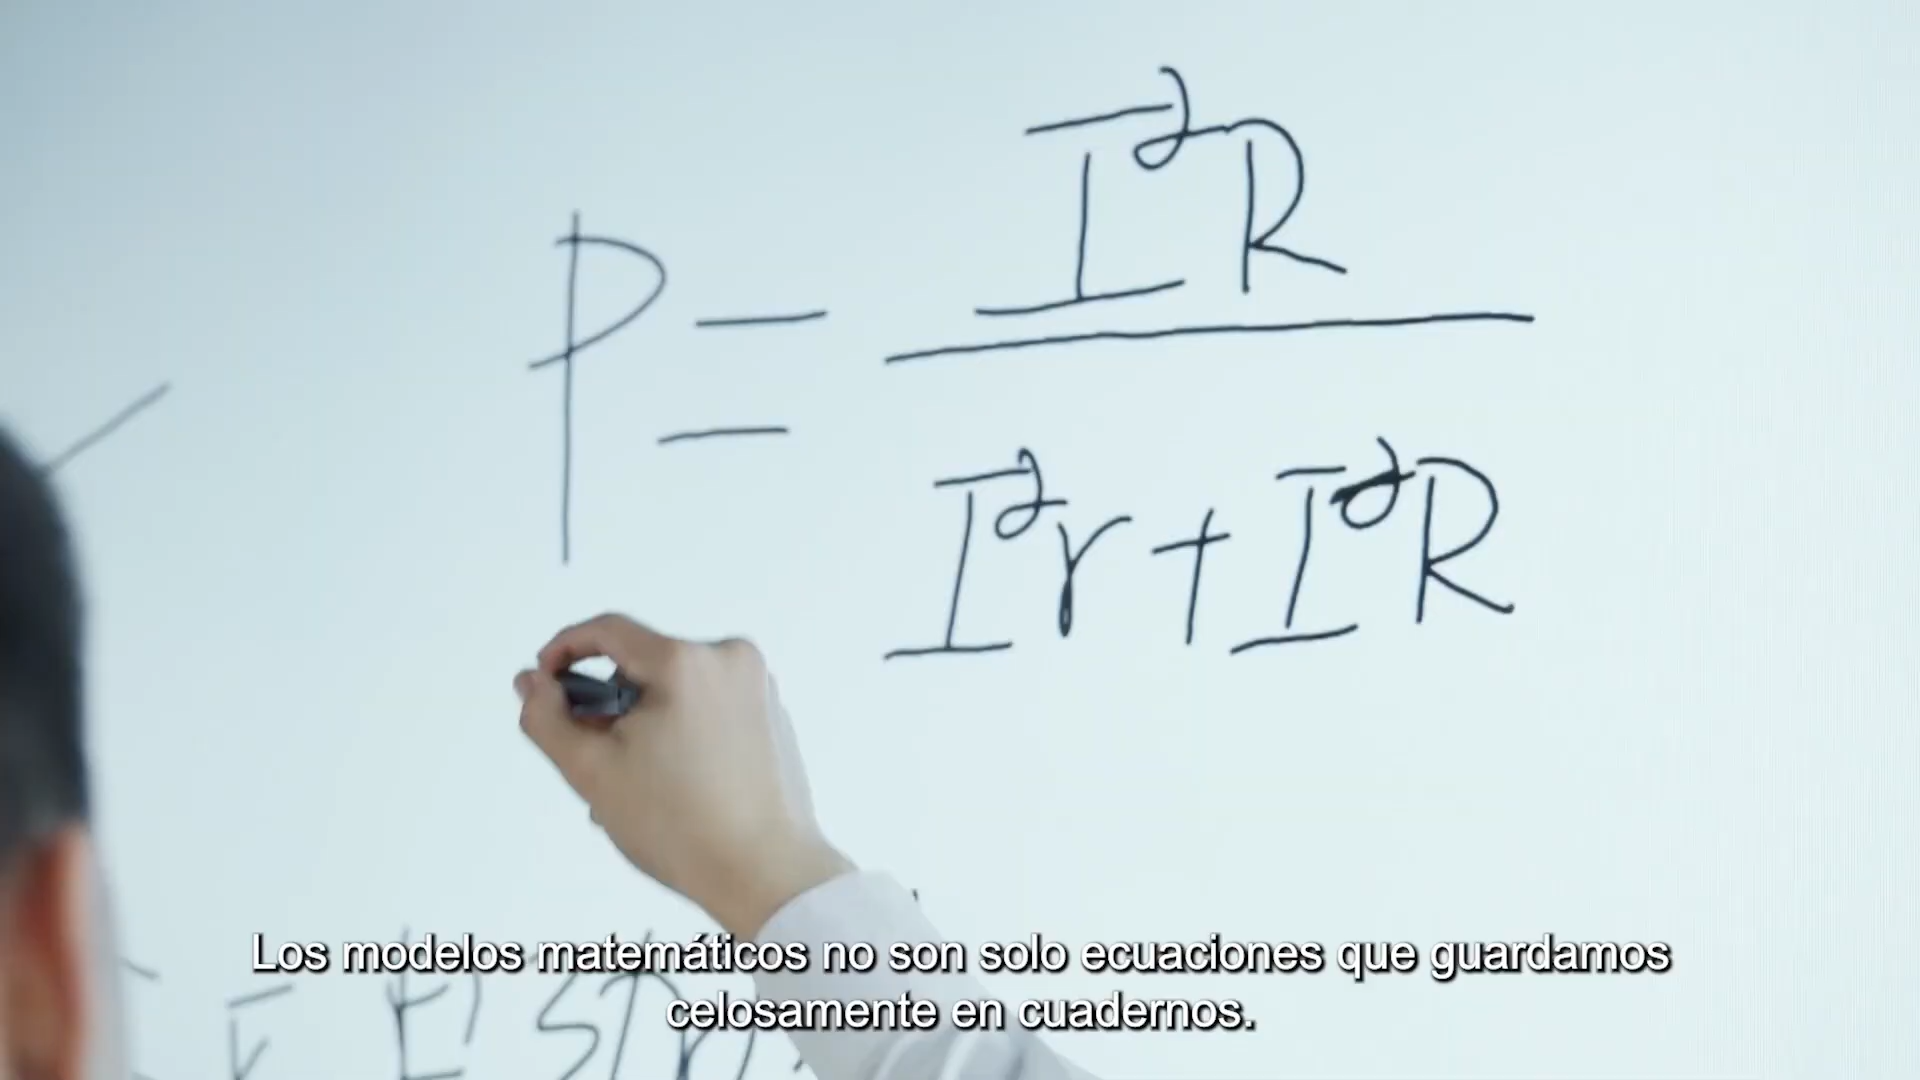 P = I²R
I²r + I²R
Los modelos matemáticos no son solo ecuaciones que guardamos
celosamente en cuadernos.